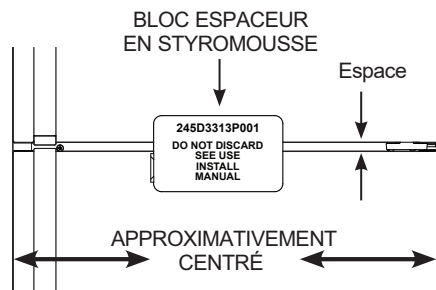 BLOC ESPACEUR
EN STYROMOUSSE
Espace
245D3313P001
DO NOT DISCARD
SEE USE
INSTALL
MANUAL
APPROXIMATIVEMENT
CENTRÉ